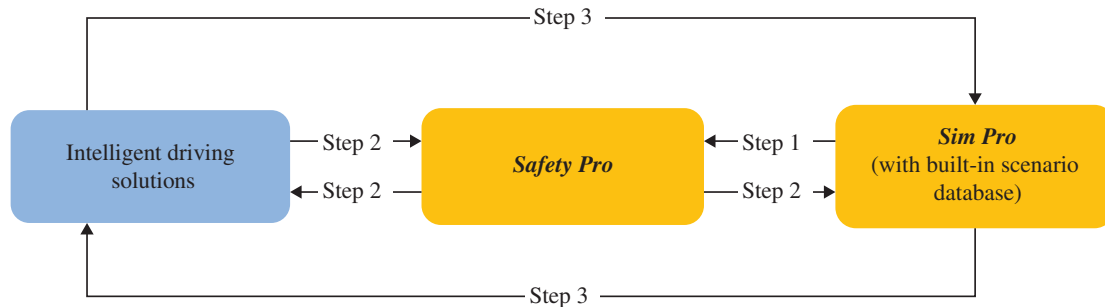 Step 3
Intelligent driving
solutions
Step 2
Step 2
Safety Pro
Step 1
Step 2
Sim Pro
(with built-in scenario
database)
Step 3